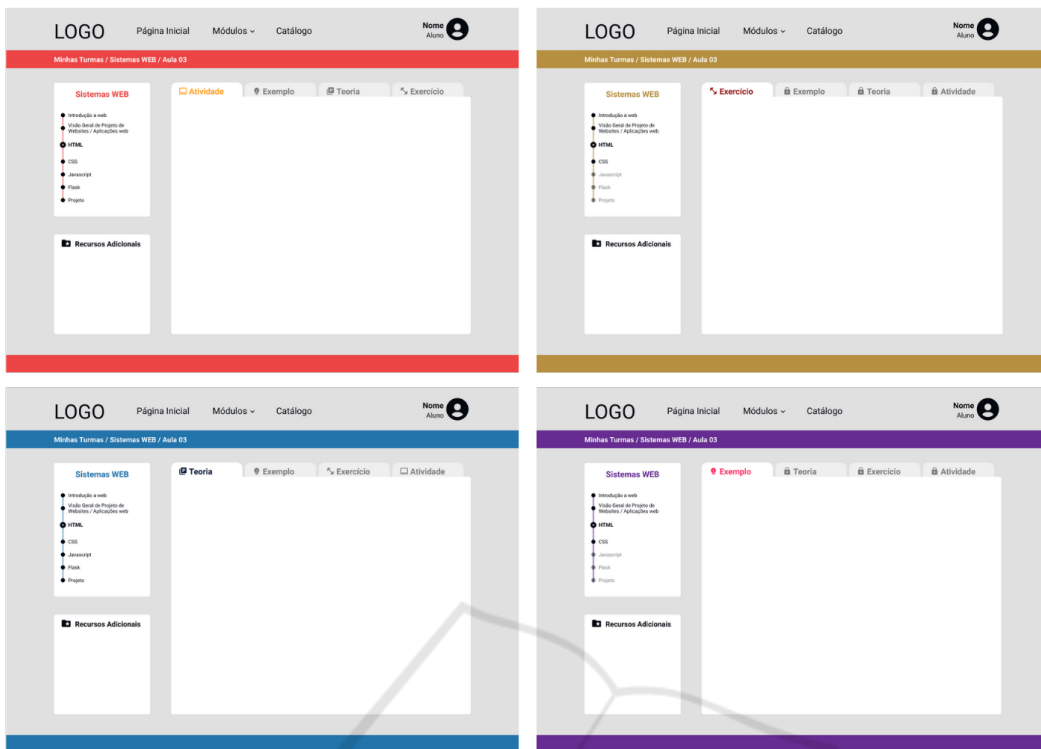 LOGO Página Inicial Módulos Catálogo Nome
Aluno
Minhas Turmas / Sistemas WEB / Aula 03
Sistemas WEB
Introdução a web
Visão Geral de Projeto de
Websites / Aplicações web
HTML
CSS
Javascript
Flask
Projeto
Recursos Adicionais
Atividade Exemplo Teoria Exercício
LOGO Página Inicial Módulos Catálogo Nome
Aluno
Minhas Turmas / Sistemas WEB / Aula 03
Sistemas WEB
Introdução a web
Visão Geral de Projeto de
Websites / Aplicações web
HTML
CSS
Javascript
Flask
Projeto
Recursos Adicionais
Exercício Exemplo Teoria Atividade
LOGO Página Inicial Módulos Catálogo Nome
Aluno
Minhas Turmas / Sistemas WEB / Aula 03
Sistemas WEB
Introdução a web
Visão Geral de Projeto de
Websites / Aplicações web
HTML
CSS
Javascript
Flask
Projeto
Recursos Adicionais
Teoria Exemplo Exercício Atividade
LOGO Página Inicial Módulos Catálogo Nome
Aluno
Minhas Turmas / Sistemas WEB / Aula 03
Sistemas WEB
Introdução a web
Visão Geral de Projeto de
Websites / Aplicações web
HTML
CSS
Javascript
Flask
Projeto
Recursos Adicionais
Exemplo Teoria Exercício Atividade